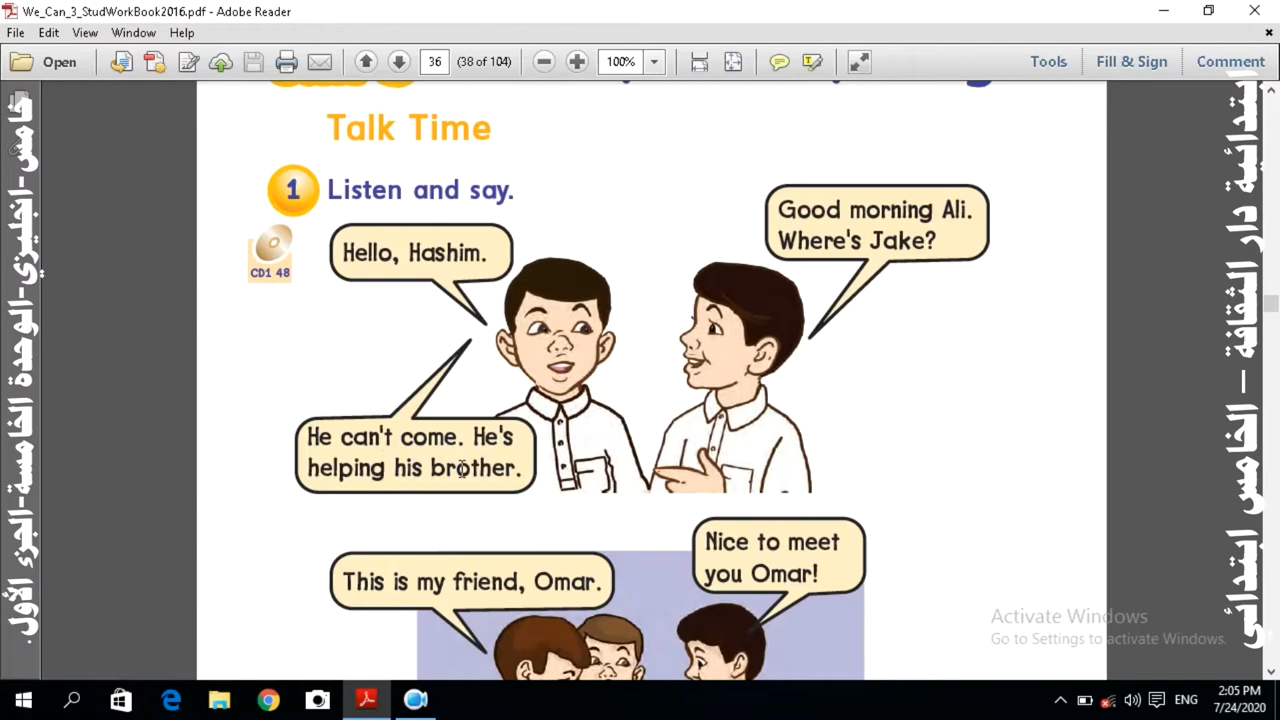 We_Can_3_StudWorkBook2016.pdf - Adobe Reader
File Edit View Window Help
Open 36 (38 of 104) 100% Tools Fill & Sign Comment
Talk Time
1 Listen and say.
CD1 48
Hello, Hashim.
Good morning Ali.
Where's Jake?
He can't come. He's
helping his brother.
This is my friend, Omar.
Nice to meet
you Omar!
خامس-انجليزي-الوحدة الخامسة-الجزء الأول.
ابتدائية دار الثقافة – الخامس ابتدائي
Activate Windows
Go to Settings to activate Windows.
ENG
2:05 PM
7/24/2020